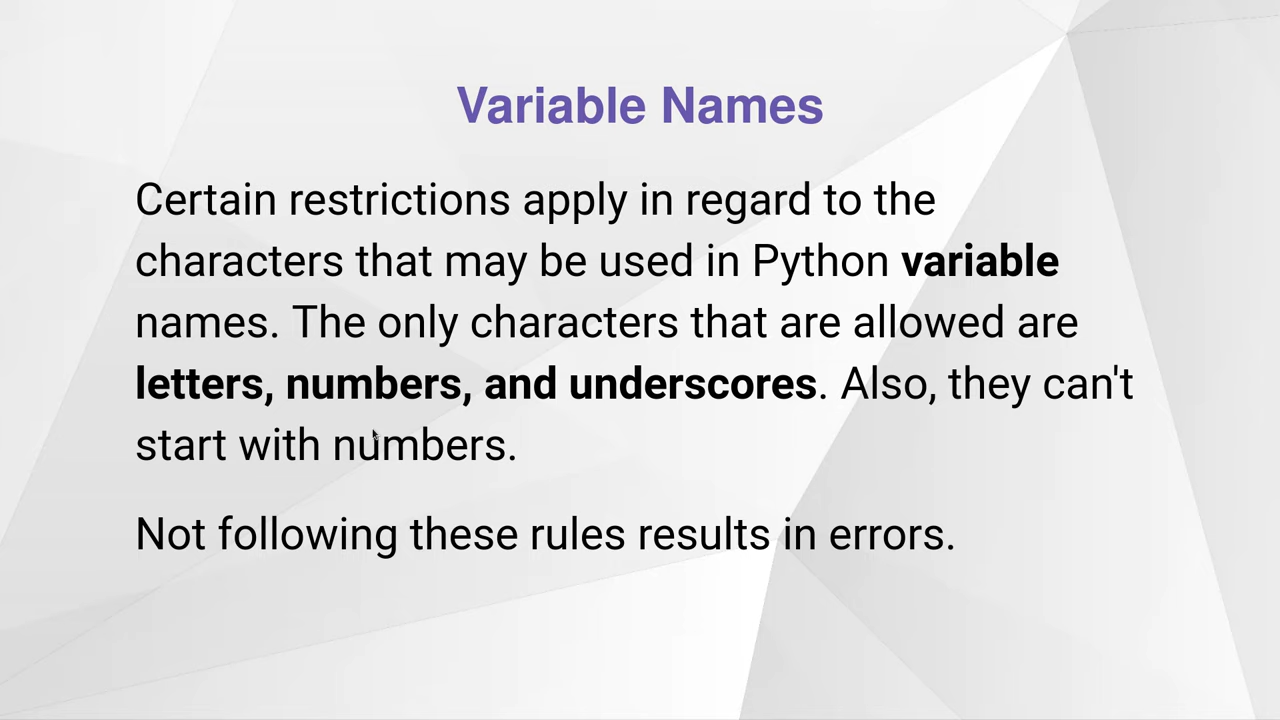 Variable Names
Certain restrictions apply in regard to the
characters that may be used in Python variable
names. The only characters that are allowed are
letters, numbers, and underscores. Also, they can't
start with numbers.
Not following these rules results in errors.